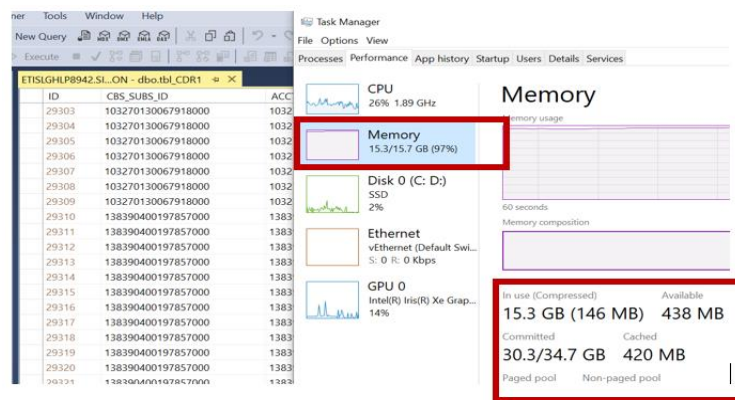 ner Tools Window Help
New Query
Execute
ETISLGHLP8942.SI...ON - dbo.tbl_CDR1
ID CBS_SUBS_ID ACC
29303 103270130067918000 1032
29304 103270130067918000 1032
29305 103270130067918000 1032
29306 103270130067918000 1032
29307 103270130067918000 1032
29308 103270130067918000 1032
29309 103270130067918000 1032
29310 138390400197857000 1383
29311 138390400197857000 1383
29312 138390400197857000 1383
29313 138390400197857000 1383
29314 138390400197857000 1383
29315 138390400197857000 1383
29316 138390400197857000 1383
29317 138390400197857000 1383
29318 138390400197857000 1383
29319 138390400197857000 1383
29320 138390400197857000 1383
29321 138390400197857000 1383
Task Manager
File Options View
Processes Performance App history Startup Users Details Services
CPU
26% 1.89 GHz
Memory
15.3/15.7 GB (97%)
Disk 0 (C: D:)
SSD
2%
Ethernet
vEthernet (Default Swi...
S: 0 R: 0 Kbps
GPU 0
Intel(R) Iris(R) Xe Grap...
14%
Memory
Memory usage
60 seconds
Memory composition
In use (Compressed) Available
15.3 GB (146 MB) 438 MB
Committed Cached
30.3/34.7 GB 420 MB
Paged pool Non-paged pool